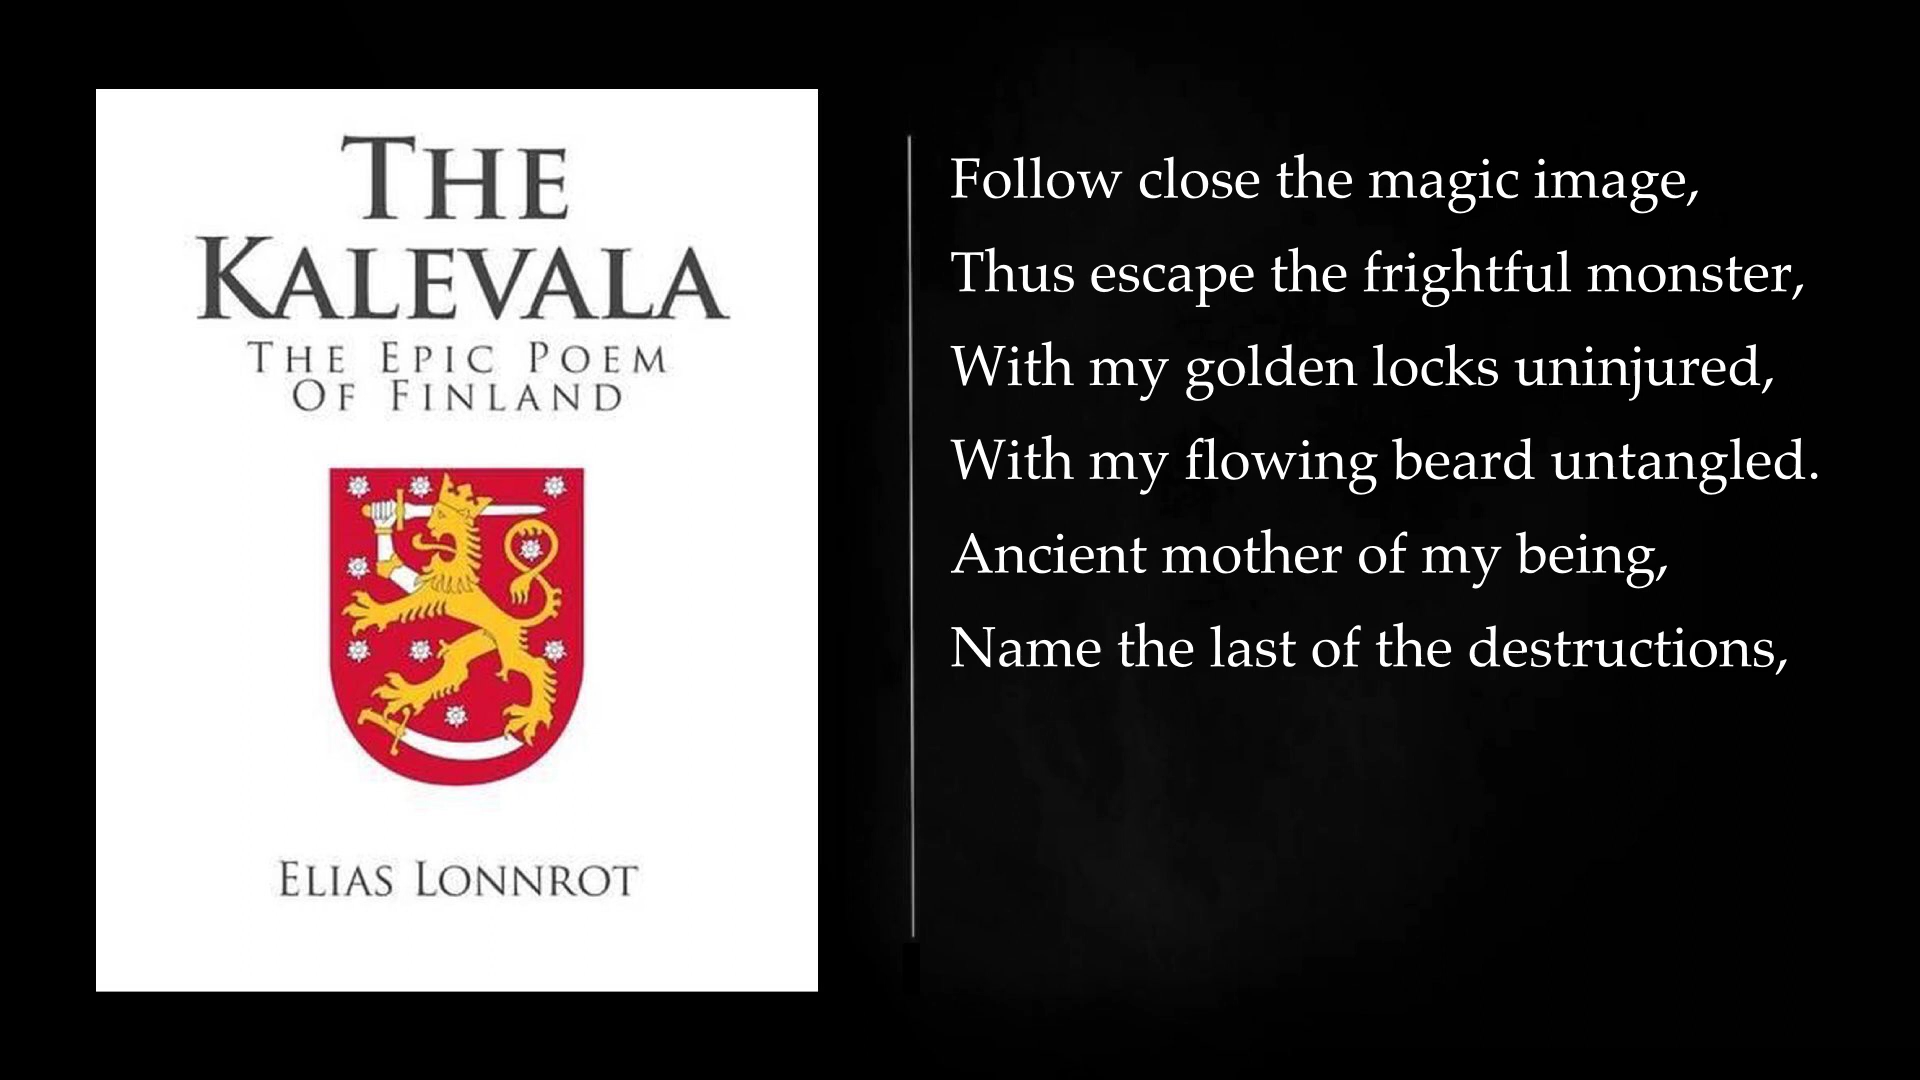 THE
KALEVALA
THE EPIC POEM
OF FINLAND
ELIAS LONNROT
Follow close the magic image,
Thus escape the frightful monster,
With my golden locks uninjured,
With my flowing beard untangled.
Ancient mother of my being,
Name the last of the destructions,